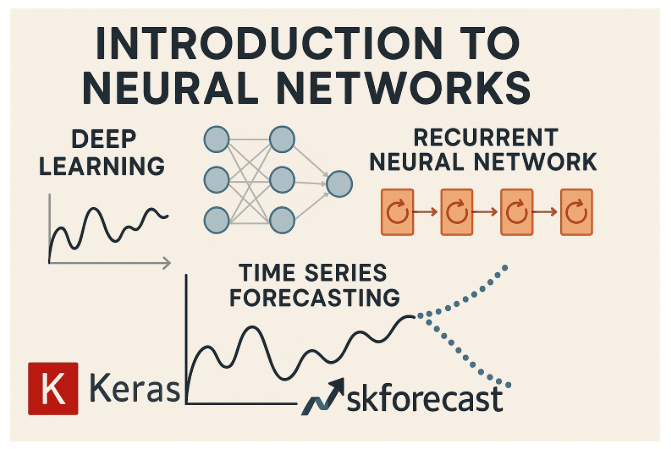 INTRODUCTION TO
NEURAL NETWORKS
DEEP
LEARNING
RECURRENT
NEURAL NETWORK
TIME SERIES
FORECASTING
K Keras
skforecast